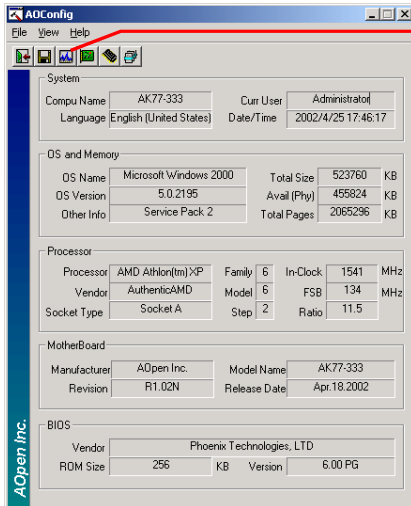 AOConfig
File View Help
System
Compu Name AK77-333 Curr User Administrator
Language English (United States) Date/Time 2002/4/25 17:46:17
OS and Memory
OS Name Microsoft Windows 2000 Total Size 523760 KB
OS Version 5.0.2195 Avail (Phy) 455824 KB
Other Info Service Pack 2 Total Pages 2065296 KB
Processor
Processor AMD Athlon(tm) XP Family 6 In-Clock 1541 MHz
Vendor AuthenticAMD Model 6 FSB 134 MHz
Socket Type Socket A Step 2 Ratio 11.5
MotherBoard
Manufacturer AOpen Inc. Model Name AK77-333
Revision R1.02N Release Date Apr.18.2002
BIOS
Vendor Phoenix Technologies, LTD
ROM Size 256 KB Version 6.00 PG
AOpen Inc.